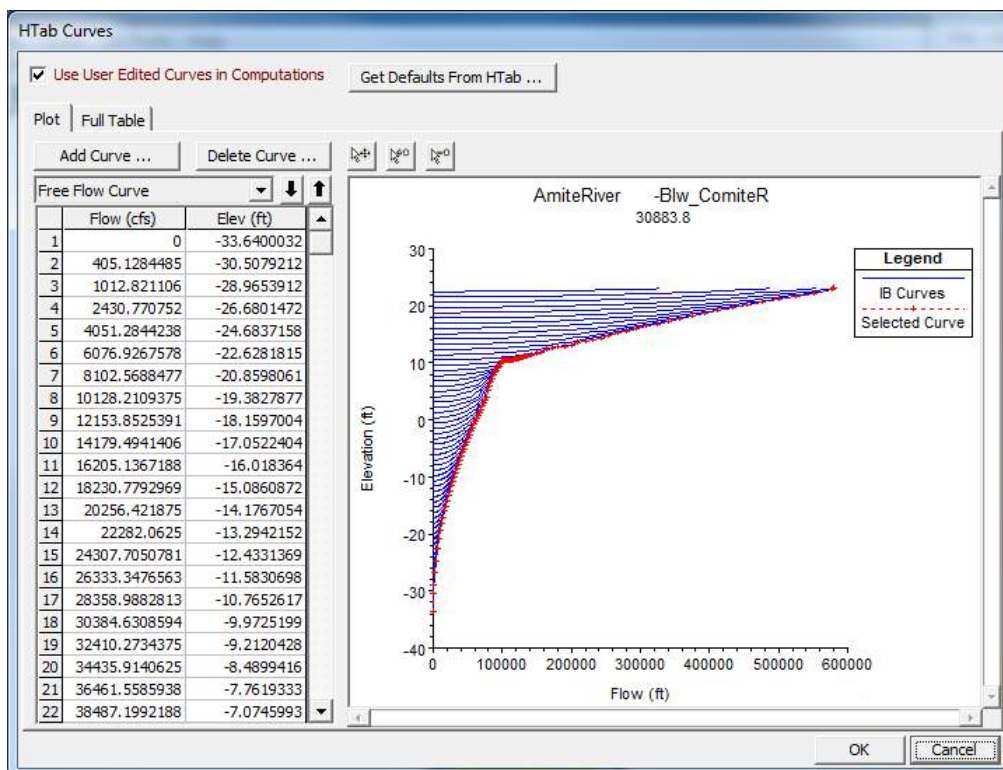 HTab Curves
Use User Edited Curves in Computations
Get Defaults From HTab ...
Plot
Full Table
Add Curve ...
Delete Curve ...
Free Flow Curve
Flow (cfs) Elev (ft)
1 0 -33.6400032
2 405.1284485 -30.5079212
3 1012.821106 -28.9653912
4 2430.770752 -26.6801472
5 4051.2844238 -24.6837158
6 6076.9267578 -22.6281815
7 8102.5688477 -20.8598061
8 10128.2109375 -19.3827877
9 12153.8525391 -18.1597004
10 14179.4941406 -17.0522404
11 16205.1367188 -16.018364
12 18230.7792969 -15.0860872
13 20256.421875 -14.1767054
14 22282.0625 -13.2942152
15 24307.7050781 -12.4331369
16 26333.3476563 -11.5830698
17 28358.9882813 -10.7652617
18 30384.6308594 -9.9725199
19 32410.2734375 -9.2120428
20 34435.9140625 -8.4899416
21 36461.5585938 -7.7619333
22 38487.1992188 -7.0745993
AmiteRiver -Blw_ComiteR
30883.8
30
20
10
0
-10
-20
-30
-40
Elevation (ft)
0 100000 200000 300000 400000 500000 600000
Flow (ft)
Legend
IB Curves
Selected Curve
OK
Cancel